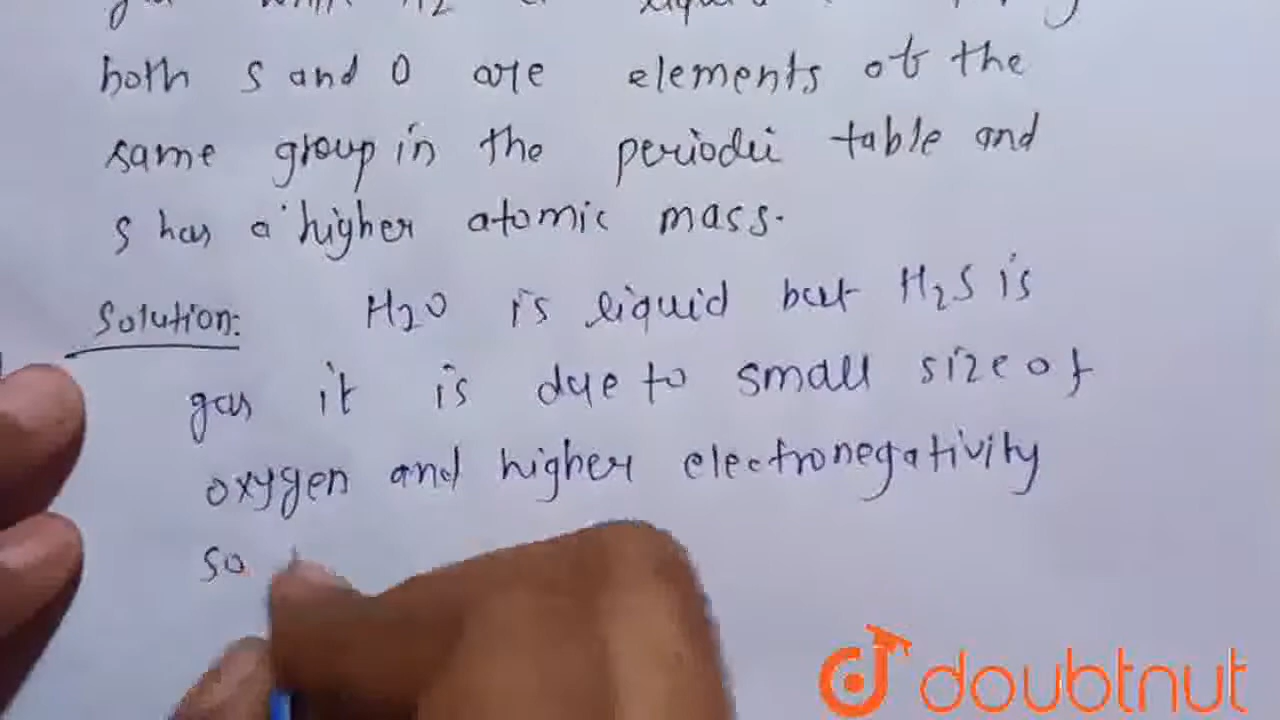 both S and O are elements of the
same group in the periodic table and
S has a higher atomic mass.
Solution: H2O is liquid but H2S is
gas it is due to small size of
oxygen and higher electronegativity
so
doubtnut